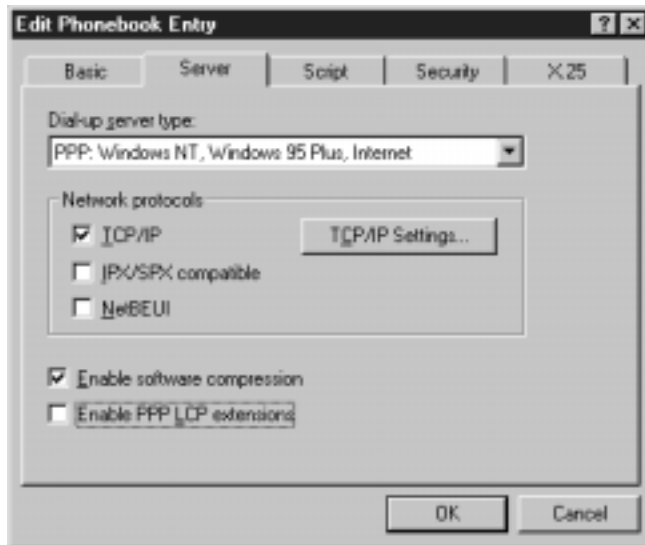 Edit Phonebook Entry
Basic Server Script Security X.25
Dial-up server type:
PPP: Windows NT, Windows 95 Plus, Internet
Network protocols
TCP/IP TCP/IP Settings...
IPX/SPX compatible
NetBEUI
Enable software compression
Enable PPP LCP extensions
OK Cancel